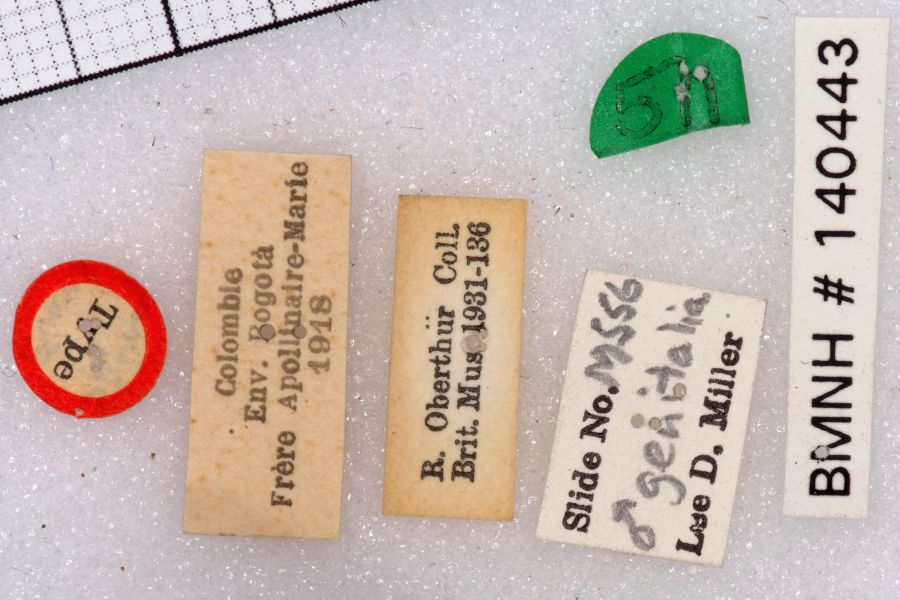 Type
Colombie
Env. Bogotà
Frère Apollinaire-Marie
1918
R. Oberthür Coll.
Brit. Mus. 1931-136
Slide No. M556
♂ genitalia
Lee D. Miller
BMNH # 140443